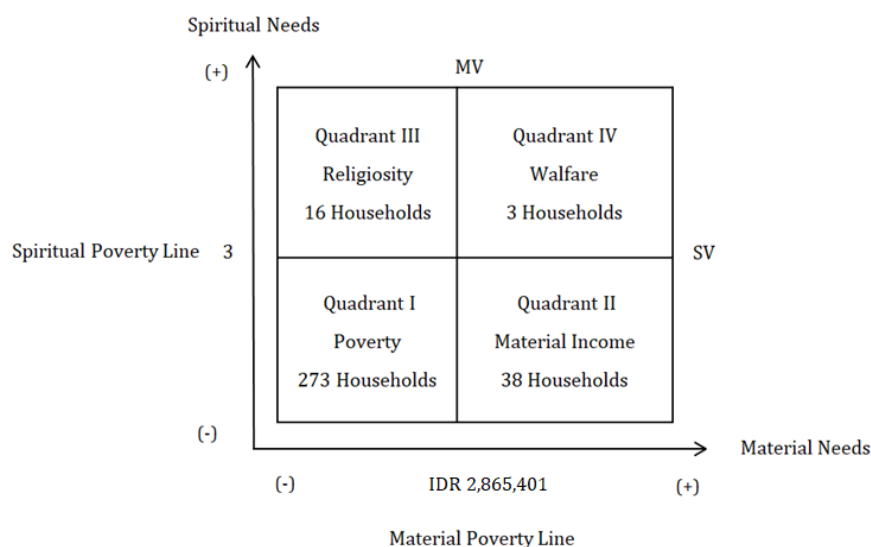 Spiritual Needs
(+)
MV
Quadrant III
Religiosity
16 Households
Quadrant IV
Walfare
3 Households
Spiritual Poverty Line 3
SV
Quadrant I
Poverty
273 Households
Quadrant II
Material Income
38 Households
(-)
Material Needs
(-)
IDR 2,865,401
(+)
Material Poverty Line